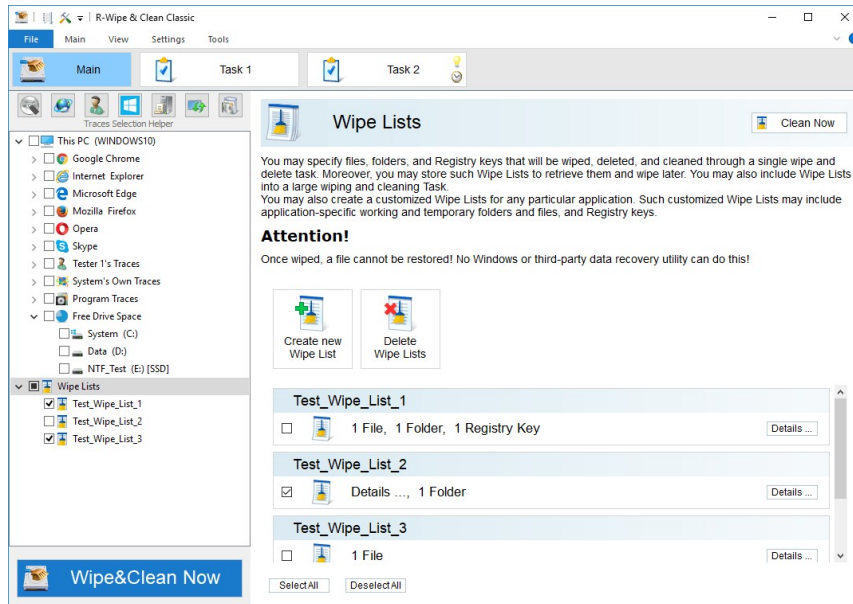 R-Wipe & Clean Classic
File Main View Settings Tools
Main Task 1 Task 2
Traces Selection Helper
This PC (WINDOWS10)
Google Chrome
Internet Explorer
Microsoft Edge
Mozilla Firefox
Opera
Skype
Tester 1's Traces
System's Own Traces
Program Traces
Free Drive Space
System (C:)
Data (D:)
NTF_Test (E:) [SSD]
Wipe Lists
Test_Wipe_List_1
Test_Wipe_List_2
Test_Wipe_List_3
Wipe&Clean Now
Wipe Lists
Clean Now
You may specify files, folders, and Registry keys that will be wiped, deleted, and cleaned through a single wipe and
delete task. Moreover, you may store such Wipe Lists to retrieve them and wipe later. You may also include Wipe Lists
into a large wiping and cleaning Task.
You may also create a customized Wipe Lists for any particular application. Such customized Wipe Lists may include
application-specific working and temporary folders and files, and Registry keys.
Attention!
Once wiped, a file cannot be restored! No Windows or third-party data recovery utility can do this!
Create new
Wipe List
Delete
Wipe Lists
Test_Wipe_List_1
1 File, 1 Folder, 1 Registry Key
Details ...
Test_Wipe_List_2
Details ..., 1 Folder
Details ...
Test_Wipe_List_3
1 File
Details ...
Select All Deselect All